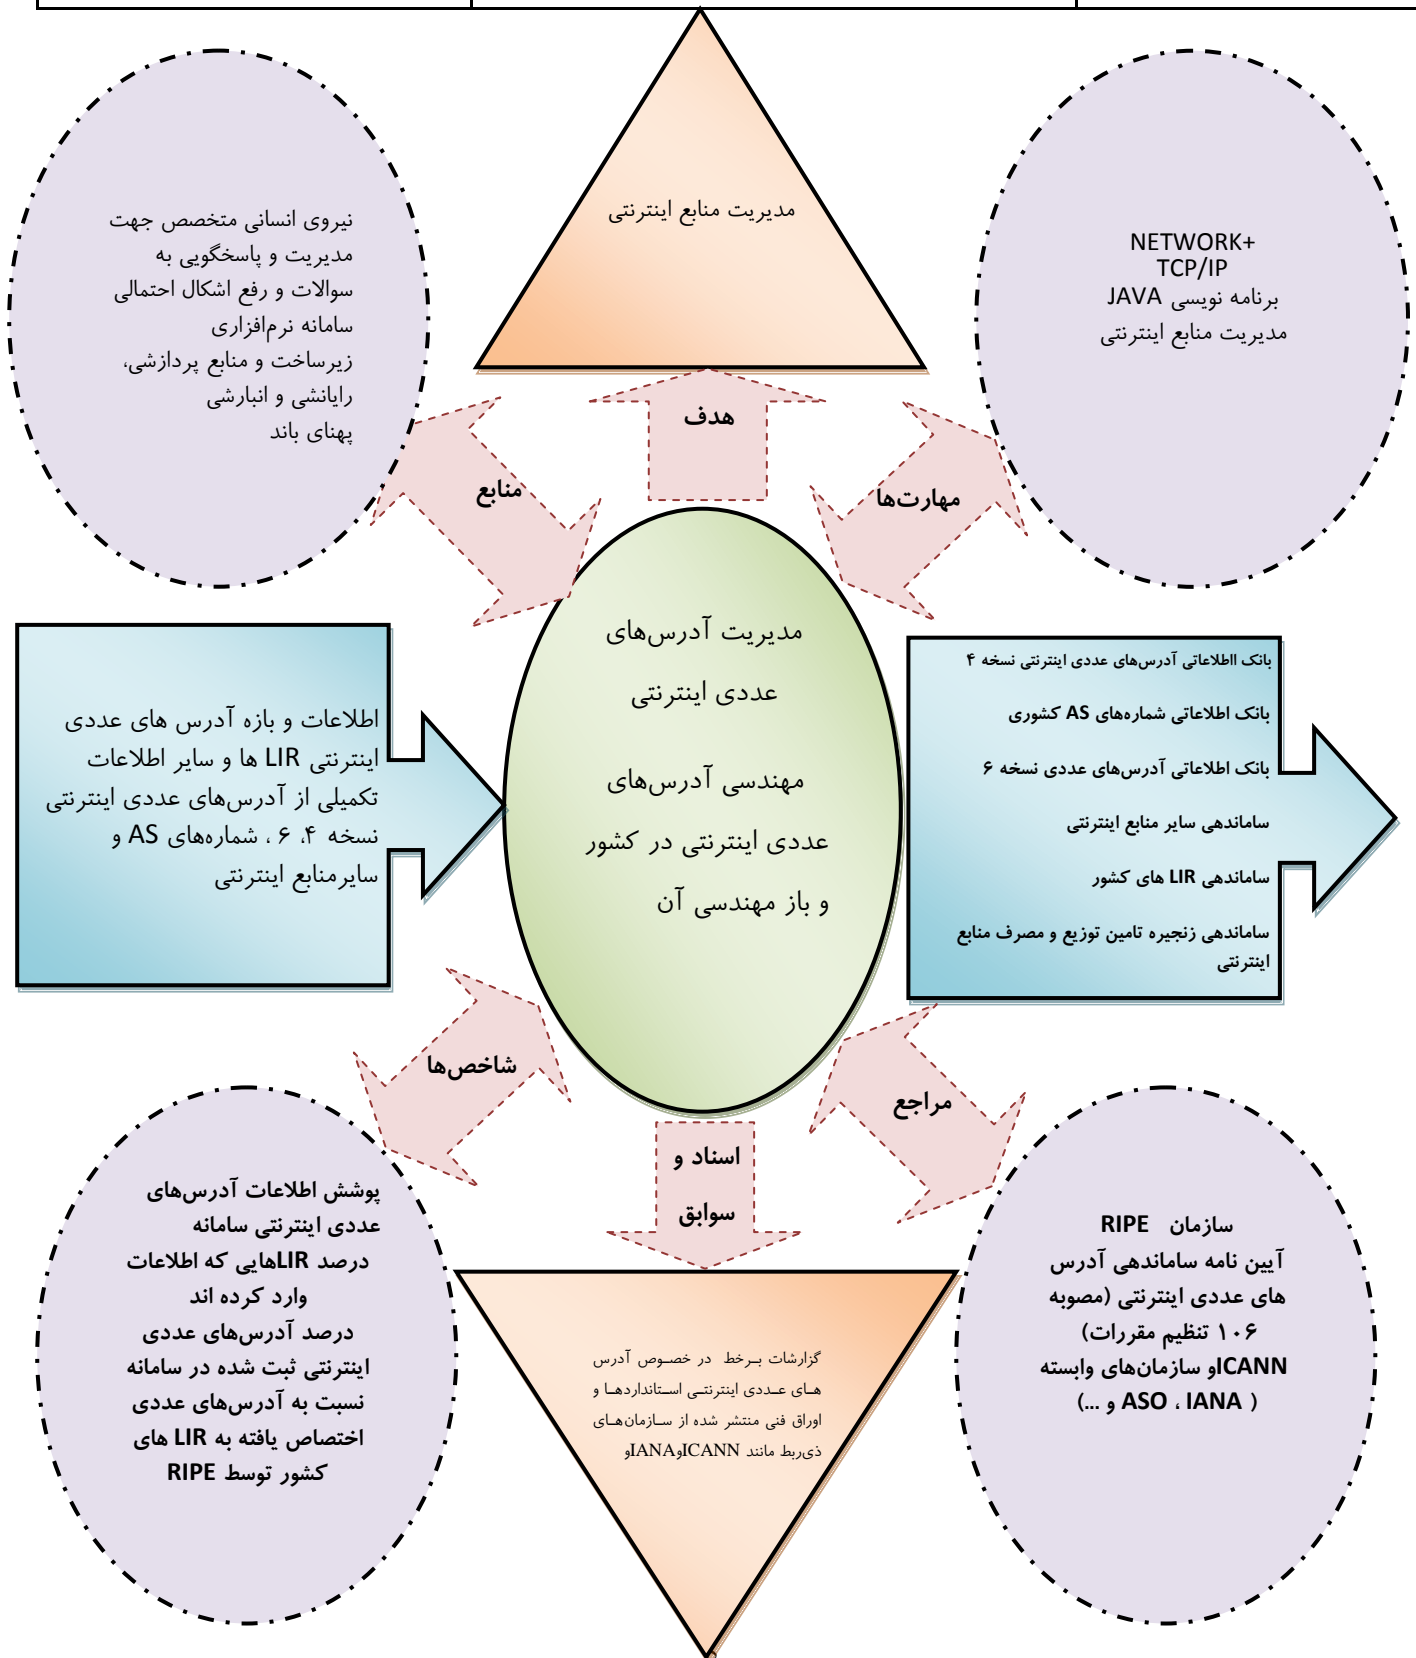 مدیریت منابع اینترنتی
NETWORK+
TCP/IP
برنامه نویسی JAVA
مدیریت منابع اینترنتی
نیروی انسانی متخصص جهت
مدیریت و پاسخگویی به
سوالات و رفع اشکال احتمالی
سامانه نرم‌افزاری
زیرساخت و منابع پردازشی،
رایانشی و انبارشی
پهنای باند
هدف
مهارت‌ها
منابع
مدیریت آدرس‌های
عددی اینترنتی
مهندسی آدرس‌های
عددی اینترنتی در کشور
و باز مهندسی آن
بانک ااطلاعاتی آدرس‌های عددی اینترنتی نسخه ۴
بانک اطلاعاتی شماره‌های AS کشوری
بانک اطلاعاتی آدرس‌های عددی نسخه ۶
ساماندهی سایر منابع اینترنتی
ساماندهی LIR های کشور
ساماندهی زنجیره تامین توزیع و مصرف منابع
اینترنتی
اطلاعات و بازه آدرس های عددی
اینترنتی LIR ها و سایر اطلاعات
تکمیلی از آدرس‌های عددی اینترنتی
نسخه ۴، ۶ ، شماره‌های AS و
سایرمنابع اینترنتی
شاخص‌ها
مراجع
اسناد و
سوابق
سازمان RIPE
آیین نامه ساماندهی آدرس
های عددی اینترنتی (مصوبه
۱۰۶ تنظیم مقررات)
ICANNو سازمان‌های وابسته
( ASO ، IANA و ...)
پوشش اطلاعات آدرس‌های
عددی اینترنتی سامانه
درصد LIRهایی که اطلاعات
وارد کرده اند
درصد آدرس‌های عددی
اینترنتی ثبت شده در سامانه
نسبت به آدرس‌های عددی
اختصاص یافته به LIR های
کشور توسط RIPE
گزارشات بـرخط در خصـوص آدرس
هـای عـددی اینترنتـی استانداردهـا و
اوراق فنی منتشر شده از سـازمان‌هـای
ذی‌ربط مانند ICANNوIANAو